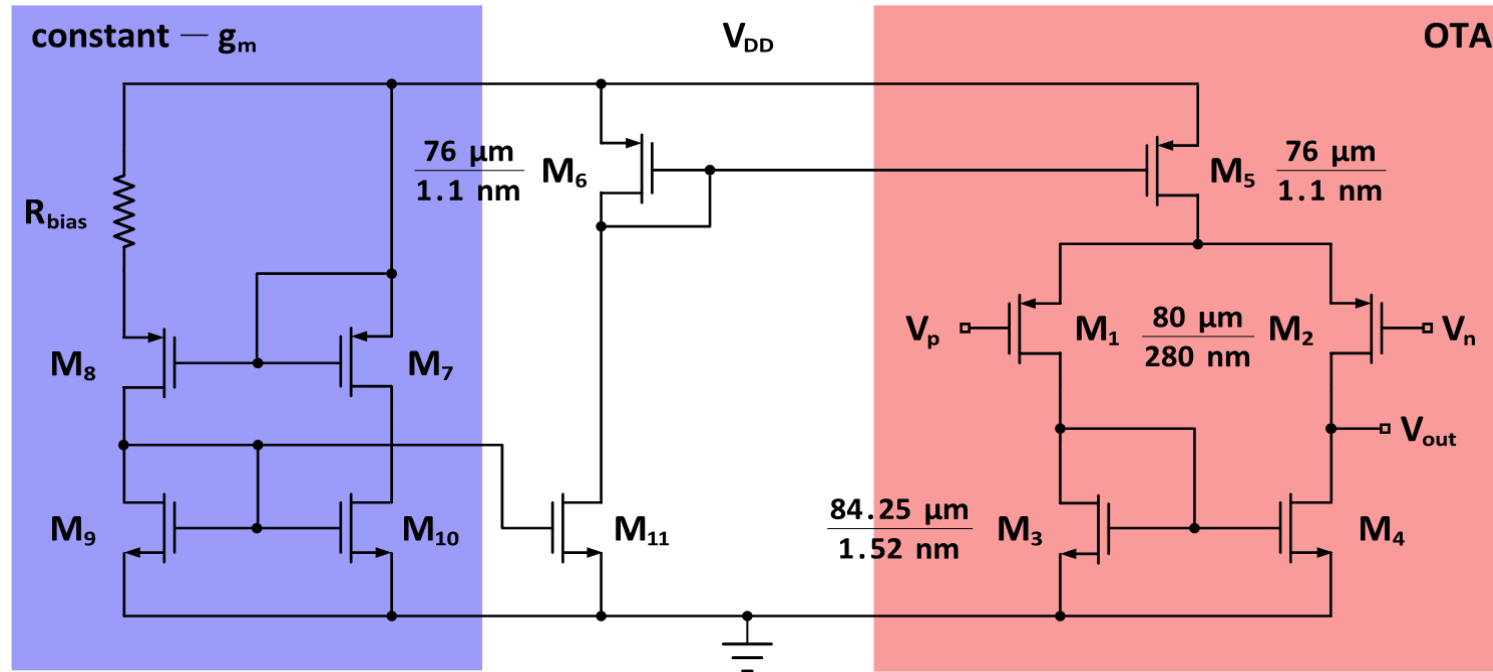 constant — gm
VDD
OTA
76 μm
1.1 nm
M6
M5
76 μm
1.1 nm
Rbias
M8
M7
Vp
M1
80 μm
280 nm
M2
Vn
Vout
M9
M10
M11
84.25 μm
1.52 nm
M3
M4